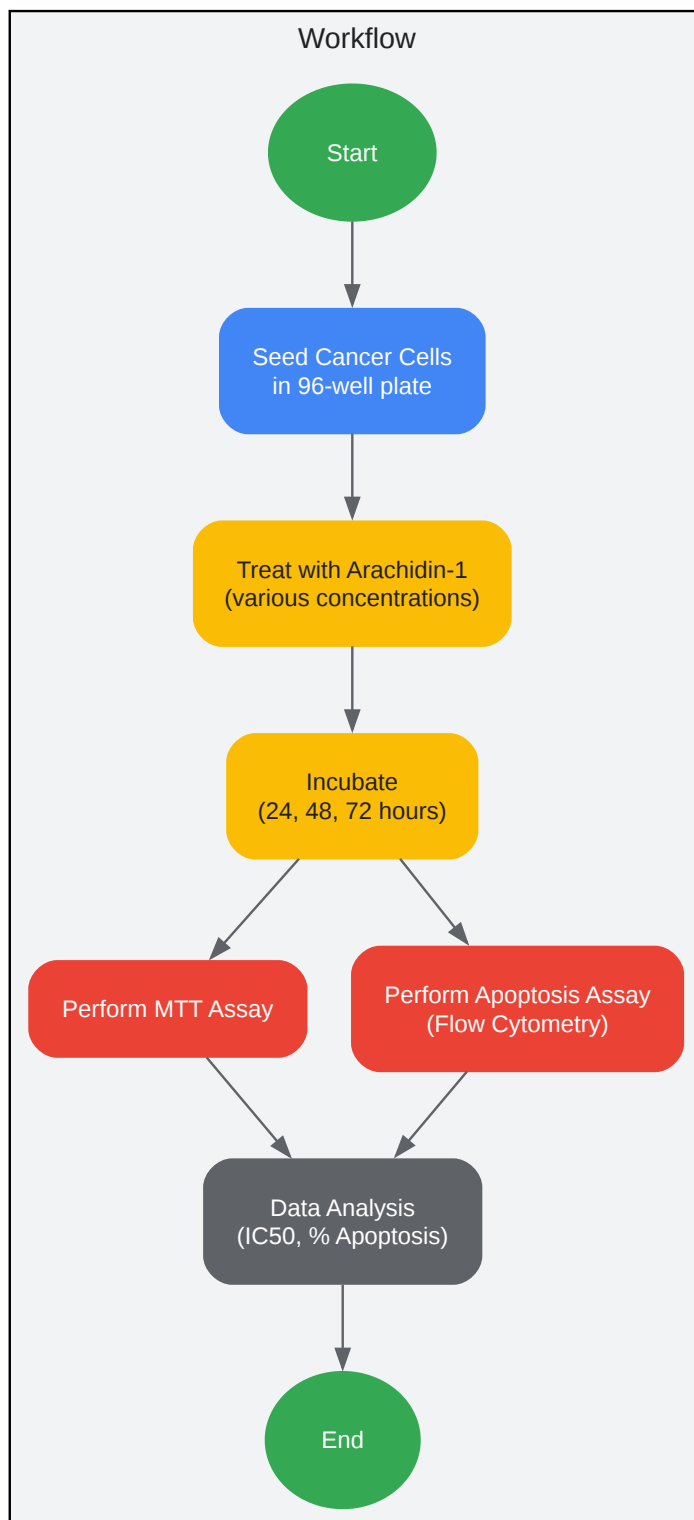 Workflow
Start
Seed Cancer Cells
in 96-well plate
Treat with Arachidin-1
(various concentrations)
Incubate
(24, 48, 72 hours)
Perform MTT Assay
Perform Apoptosis Assay
(Flow Cytometry)
Data Analysis
(IC50, % Apoptosis)
End